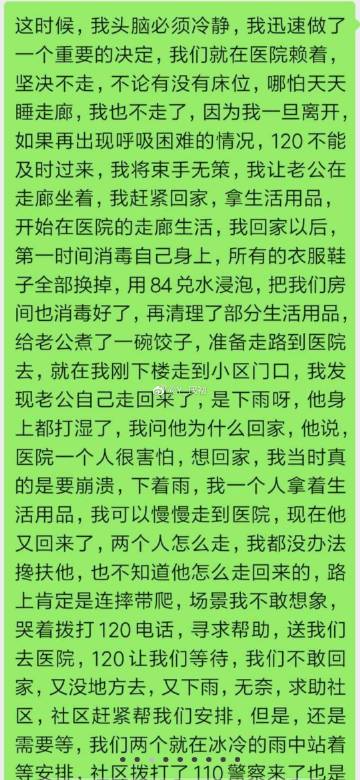 这时候，我头脑必须冷静，我迅速做了
一个重要的决定，我们就在医院赖着，
坚决不走，不论有没有床位，哪怕天天
睡走廊，我也不走了，因为我一旦离开，
如果再出现呼吸困难的情况，120不能
及时过来，我将束手无策，我让老公在
走廊坐着，我赶紧回家，拿生活用品，
开始在医院的走廊生活，我回家以后，
第一时间消毒自己身上，所有的衣服鞋
子全部换掉，用84兑水浸泡，把我们房
间也消毒好了，再清理了部分生活用品，
给老公煮了一碗饺子，准备走路到医院
去，就在我刚下楼走到小区门口，我发
现老公自己走回来了，是下雨呀，他身
上都打湿了，我问他为什么回家，他说，
医院一个人很害怕，想回家，我当时真
的是要崩溃，下着雨，我一个人拿着生
活用品，我可以慢慢走到医院，现在他
又回来了，两个人怎么走，我都没办法
搀扶他，也不知道他怎么走回来的，路
上肯定是连摔带爬，场景我不敢想象，
哭着拨打120电话，寻求帮助，送我们
去医院，120让我们等待，我们不敢回
家，又没地方去，又下雨，无奈，求助社
区，社区赶紧帮我们安排，但是，还是
需要等，我们两个就在冰冷的雨中站着
等安排，社区拨打了110警察来了也是